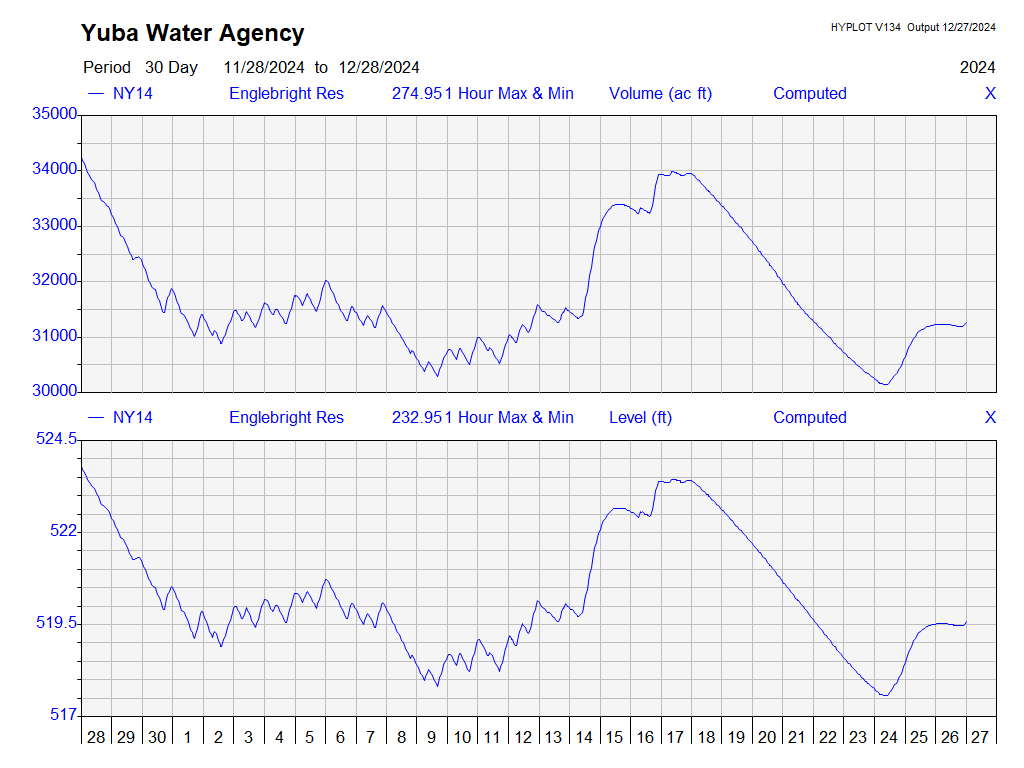 Yuba Water Agency
HYPLOT V134 Output 12/27/2024
Period 30 Day 11/28/2024 to 12/28/2024 2024
NY14 Englebright Res 274.951 Hour Max & Min Volume (ac ft) Computed X
35000
34000
33000
32000
31000
30000
NY14 Englebright Res 232.951 Hour Max & Min Level (ft) Computed X
524.5
522
519.5
517
28 29 30 1 2 3 4 5 6 7 8 9 10 11 12 13 14 15 16 17 18 19 20 21 22 23 24 25 26 27